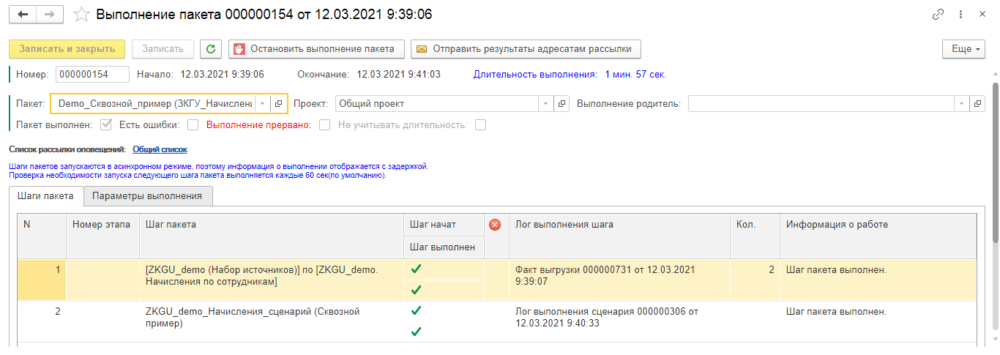 Выполнение пакета 000000154 от 12.03.2021 9:39:06
Записать и закрыть Записать Остановить выполнение пакета Отправить результаты адресатам рассылки Еще
Номер: 000000154 Начало: 12.03.2021 9:39:06 Окончание: 12.03.2021 9:41:03 Длительность выполнения: 1 мин. 57 сек.
Пакет: Demo_Сквозной_пример (ЗКГУ_Начислени Проект: Общий проект Выполнение родитель:
Пакет выполнен: Есть ошибки: Выполнение прервано: Не учитывать длительность:
Список рассылки оповещений: Общий список
Шаги пакетов запускаются в асинхронном режиме, поэтому информация о выполнении отображается с задержкой.
Проверка необходимости запуска следующего шага пакета выполняется каждые 60 сек(по умолчанию).
Шаги пакета Параметры выполнения
N Номер этапа Шаг пакета Шаг начат Лог выполнения шага Кол. Информация о работе
Шаг выполнен
1 [ZKGU_demo (Набор источников)] по [ZKGU_demo. Факт выгрузки 000000731 от 12.03.2021 2 Шаг пакета выполнен.
Начисления по сотрудникам] 9:39:07
2 ZKGU_demo_Начисления_сценарий (Сквозной Лог выполнения сценария 000000306 от Шаг пакета выполнен.
пример) 12.03.2021 9:40:33